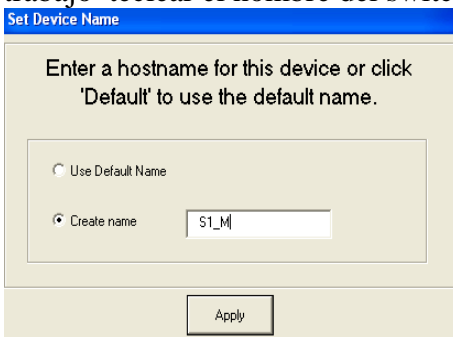 Set Device Name
Enter a hostname for this device or click
'Default' to use the default name.
Use Default Name
Create name
S1_M
Apply